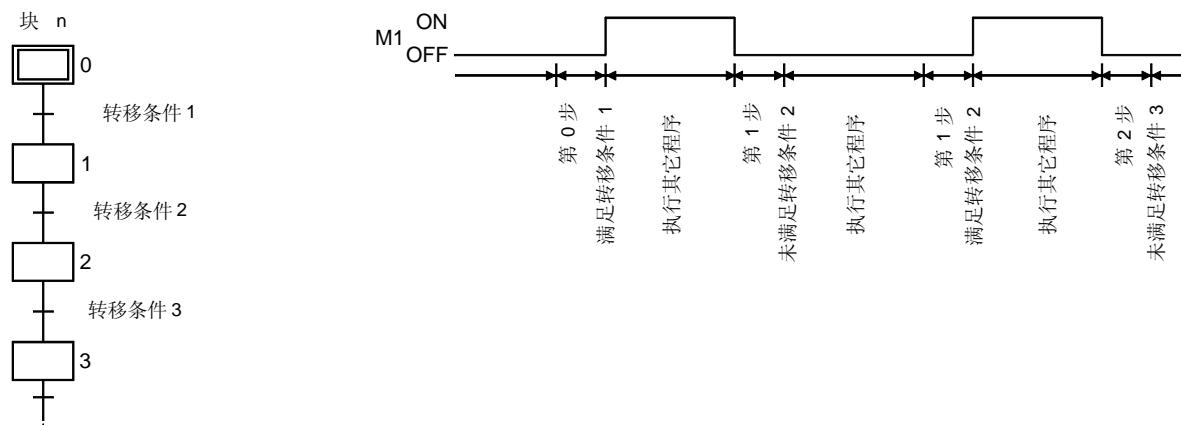 块 n
0
转移条件 1
1
转移条件 2
2
转移条件 3
3
M1
ON
OFF
第 0 步
满足转移条件 1
执行其它程序
第 1 步
未满足转移条件 2
执行其它程序
第 1 步
满足转移条件 2
执行其它程序
第 2 步
未满足转移条件 3